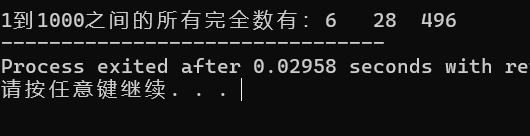 1到1000之间的所有完全数有: 6 28 496
--------------------------------
Process exited after 0.02958 seconds with re
请按任意键继续. . .